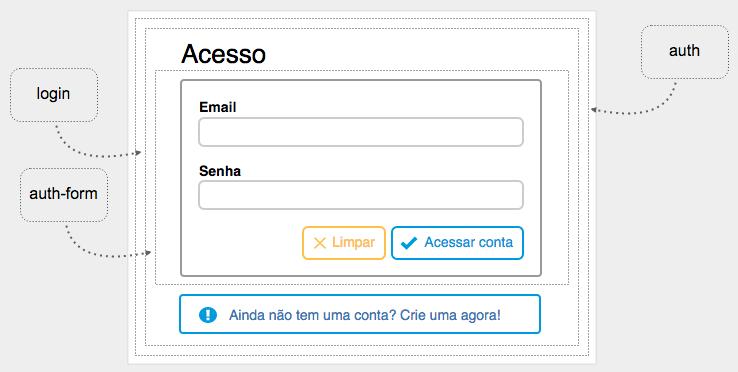 Acesso
auth
login
Email
Senha
auth-form
Limpar
Acessar conta
Ainda não tem uma conta? Crie uma agora!